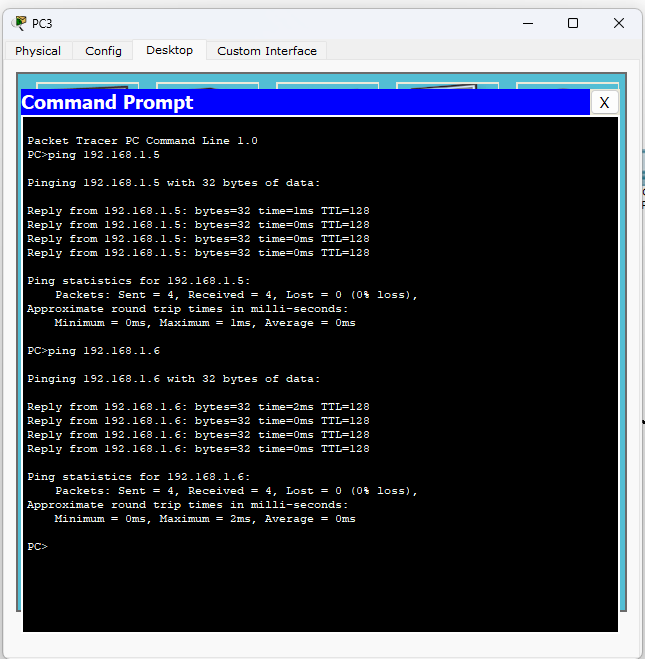 PC3
Physical Config Desktop Custom Interface
Command Prompt X
Packet Tracer PC Command Line 1.0
PC>ping 192.168.1.5
Pinging 192.168.1.5 with 32 bytes of data:
Reply from 192.168.1.5: bytes=32 time=1ms TTL=128
Reply from 192.168.1.5: bytes=32 time=0ms TTL=128
Reply from 192.168.1.5: bytes=32 time=0ms TTL=128
Reply from 192.168.1.5: bytes=32 time=0ms TTL=128
Ping statistics for 192.168.1.5:
Packets: Sent = 4, Received = 4, Lost = 0 (0% loss),
Approximate round trip times in milli-seconds:
Minimum = 0ms, Maximum = 1ms, Average = 0ms
PC>ping 192.168.1.6
Pinging 192.168.1.6 with 32 bytes of data:
Reply from 192.168.1.6: bytes=32 time=2ms TTL=128
Reply from 192.168.1.6: bytes=32 time=0ms TTL=128
Reply from 192.168.1.6: bytes=32 time=0ms TTL=128
Reply from 192.168.1.6: bytes=32 time=0ms TTL=128
Ping statistics for 192.168.1.6:
Packets: Sent = 4, Received = 4, Lost = 0 (0% loss),
Approximate round trip times in milli-seconds:
Minimum = 0ms, Maximum = 2ms, Average = 0ms
PC>